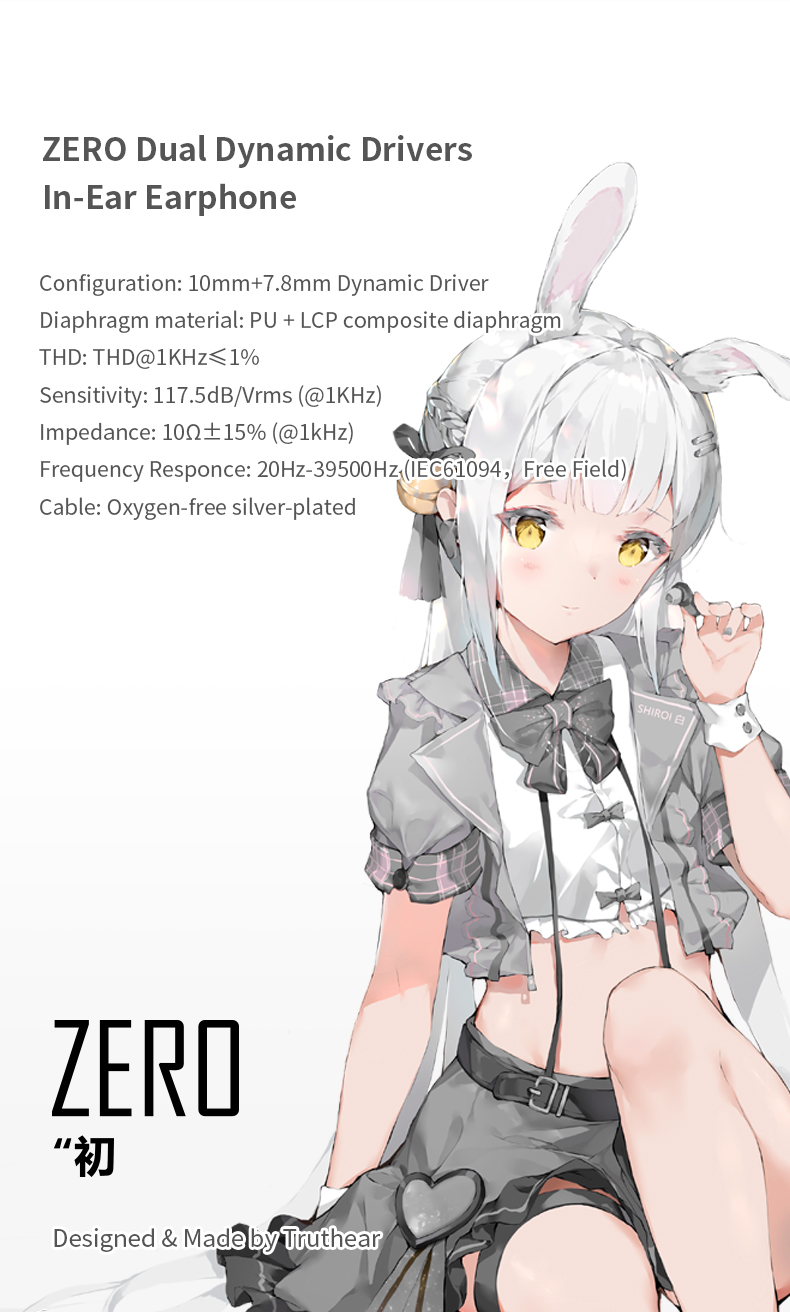 ZERO Dual Dynamic Drivers
In-Ear Earphone
Configuration: 10mm+7.8mm Dynamic Driver
Diaphragm material: PU + LCP composite diaphragm
THD: THD@1KHz≤1%
Sensitivity: 117.5dB/Vrms (@1KHz)
Impedance: 10Ω±15% (@1kHz)
Frequency Responce: 20Hz-39500Hz (IEC61094，Free Field)
Cable: Oxygen-free silver-plated
SHIROI 白
ZERO
“初
Designed & Made by Truthear